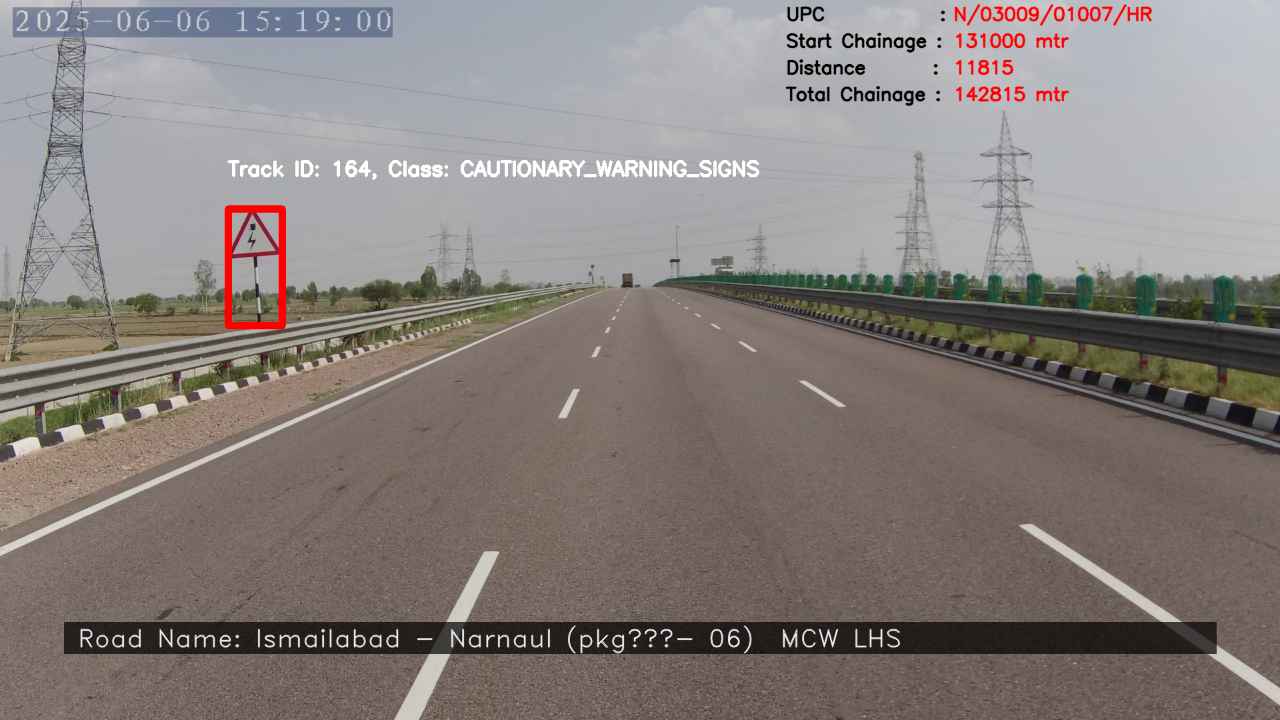 2025-06-06 15:19:00
UPC : N/03009/01007/HR
Start Chainage : 131000 mtr
Distance : 11815
Total Chainage : 142815 mtr
Track ID: 164, Class: CAUTIONARY_WARNING_SIGNS
Road Name: Ismailabad - Narnaul (pkg???- 06) MCW LHS